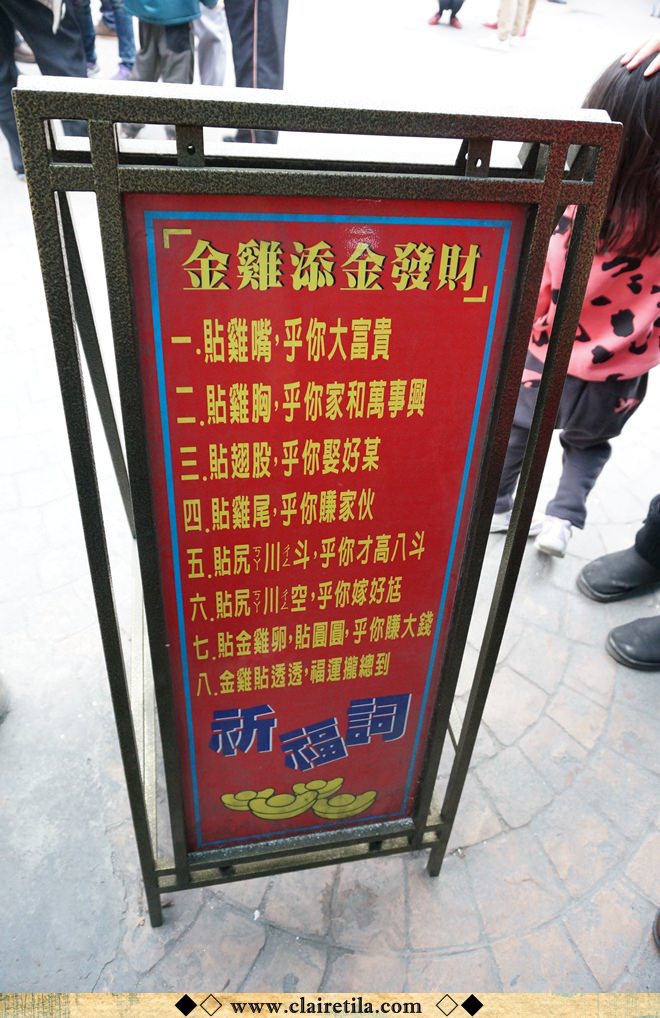 「金雞添金發財」
一.貼雞嘴，乎你大富貴
二.貼雞胸，乎你家和萬事興
三.貼翅股，乎你娶好某
四.貼雞尾，乎你賺家伙
五.貼尻ㄎㄚ川ㄔㄥ斗，乎你才高八斗
六.貼尻ㄎㄚ川ㄔㄥ空，乎你嫁好尪
七.貼金雞卵，貼圓圓，乎你賺大錢
八.金雞貼透透，福運攏總到
祈福詞
www.clairetila.com